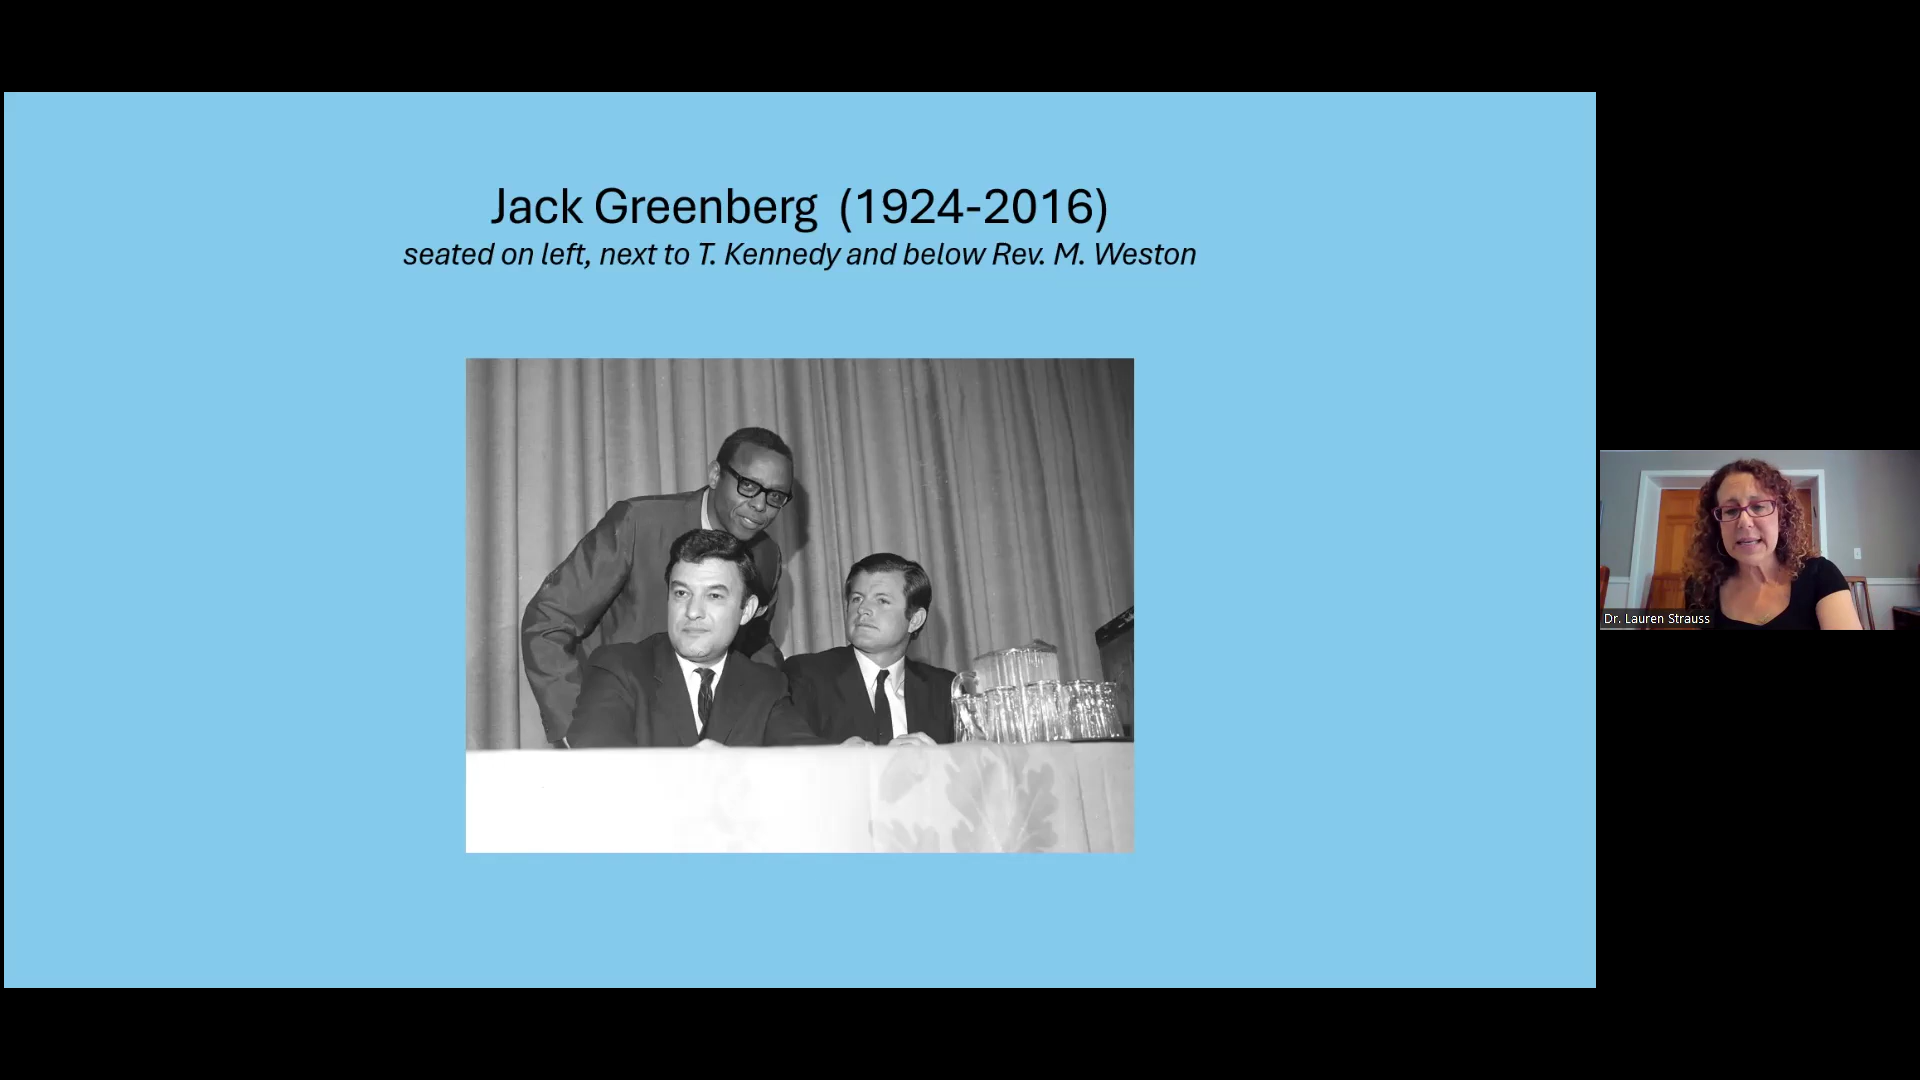 Jack Greenberg (1924-2016)
seated on left, next to T. Kennedy and below Rev. M. Weston
Dr. Lauren Strauss